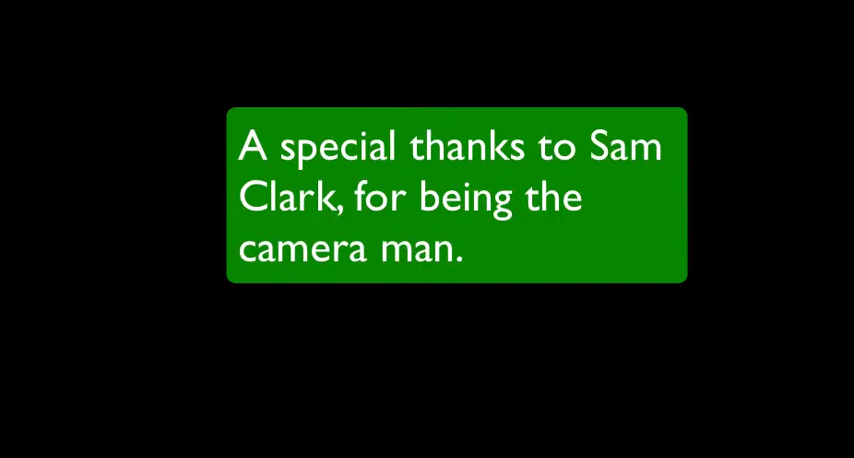 A special thanks to Sam
Clark, for being the
camera man.